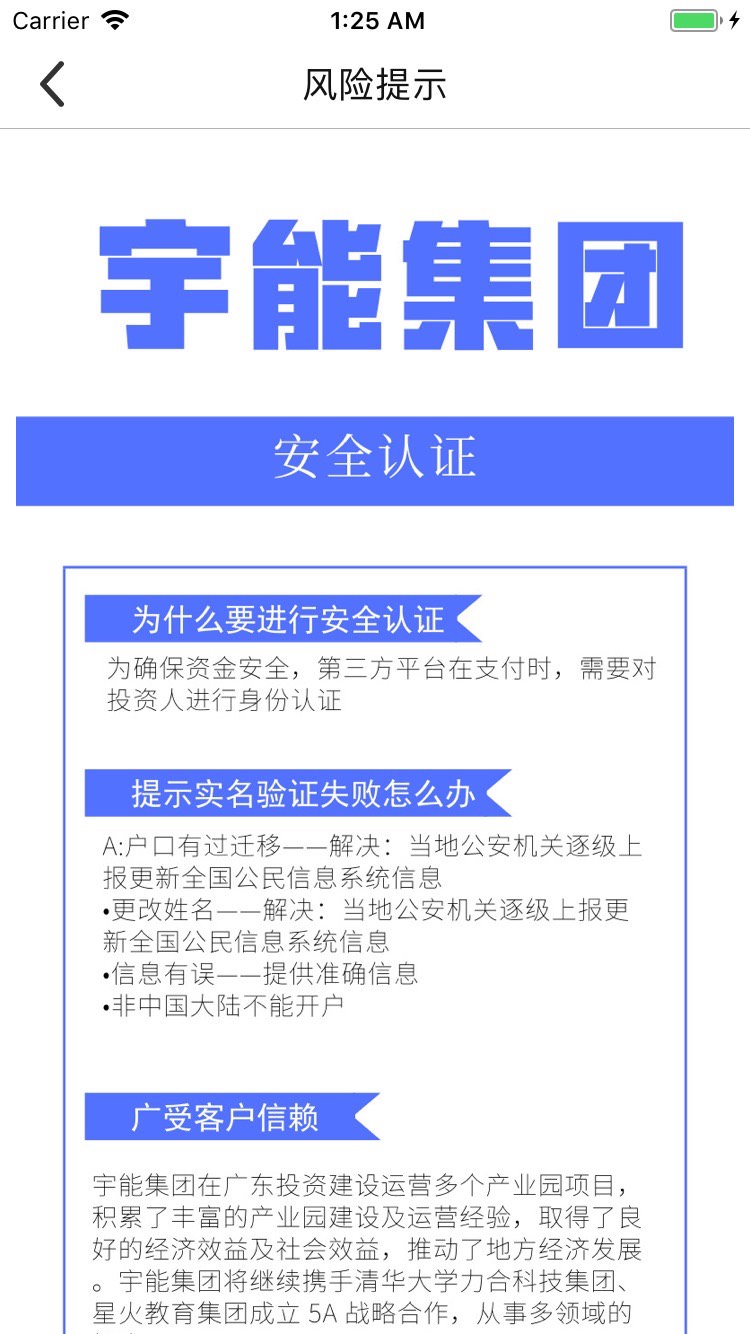 Carrier 1:25 AM
风险提示
宇能集团
安全认证
为什么要进行安全认证
为确保资金安全，第三方平台在支付时，需要对
投资人进行身份认证
提示实名验证失败怎么办
A:户口有过迁移——解决：当地公安机关逐级上
报更新全国公民信息系统信息
•更改姓名——解决：当地公安机关逐级上报更
新全国公民信息系统信息
•信息有误——提供准确信息
•非中国大陆不能开户
广受客户信赖
宇能集团在广东投资建设运营多个产业园项目，
积累了丰富的产业园建设及运营经验，取得了良
好的经济效益及社会效益，推动了地方经济发展
。宇能集团将继续携手清华大学力合科技集团、
星火教育集团成立 5A 战略合作，从事多领域的